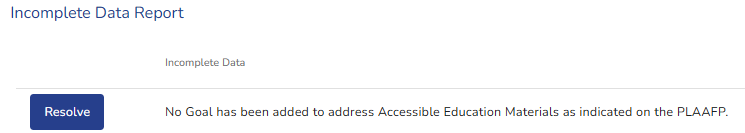 Incomplete Data Report
Incomplete Data
Resolve
No Goal has been added to address Accessible Education Materials as indicated on the PLAAFP.